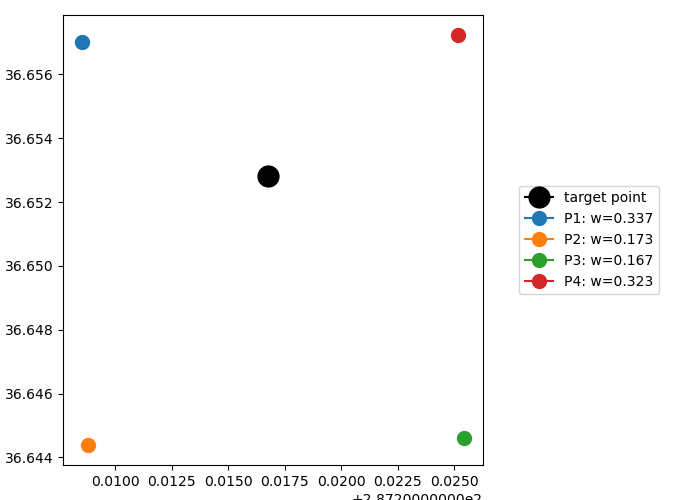 36.656
36.654
36.652
36.650
36.648
36.646
36.644
0.0100 0.0125 0.0150 0.0175 0.0200 0.0225 0.0250
+2.8720000000e2
target point
P1: w=0.337
P2: w=0.173
P3: w=0.167
P4: w=0.323